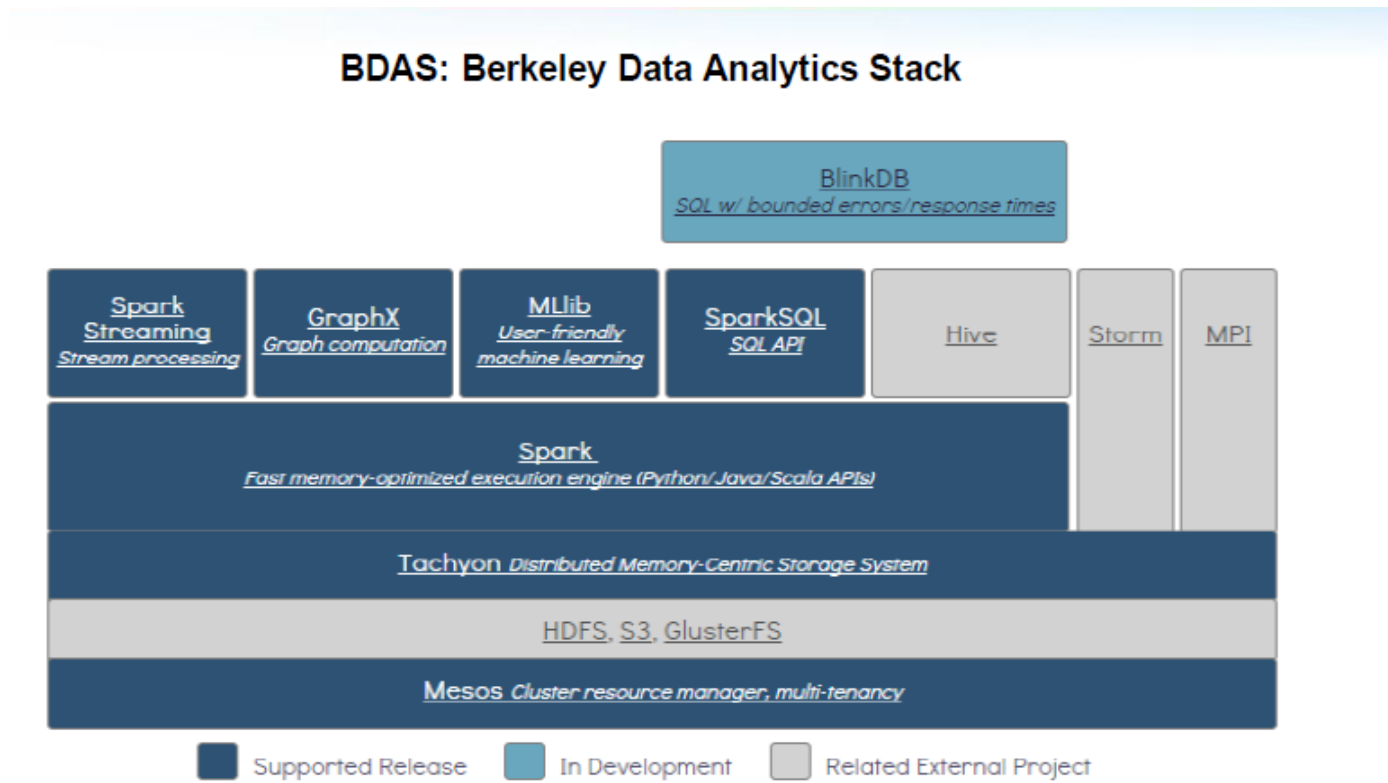 BDAS: Berkeley Data Analytics Stack
BlinkDB
SQL w/ bounded errors/response times
Spark
Streaming
Stream processing
GraphX
Graph computation
MLlib
User-friendly
machine learning
SparkSQL
SQL API
Hive
Storm
MPI
Spark
Fast memory-optimized execution engine (Python/Java/Scala APIs)
Tachyon Distributed Memory-Centric Storage System
HDFS, S3, GlusterFS
Mesos Cluster resource manager, multi-tenancy
Supported Release
In Development
Related External Project